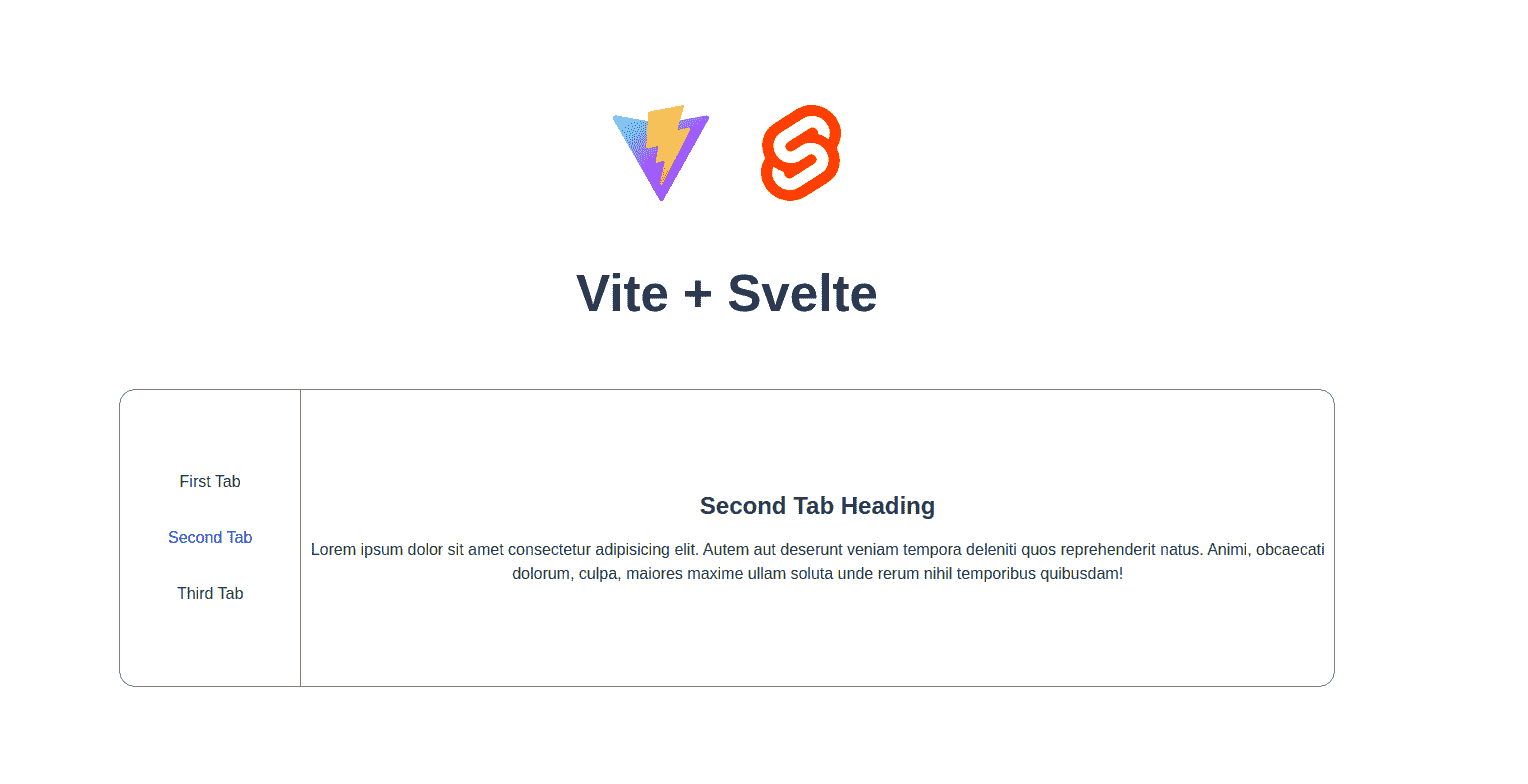 Vite + Svelte
First Tab
Second Tab
Third Tab
Second Tab Heading
Lorem ipsum dolor sit amet consectetur adipisicing elit. Autem aut deserunt veniam tempora deleniti quos reprehenderit natus. Animi, obcaecati
dolorum, culpa, maiores maxime ullam soluta unde rerum nihil temporibus quibusdam!